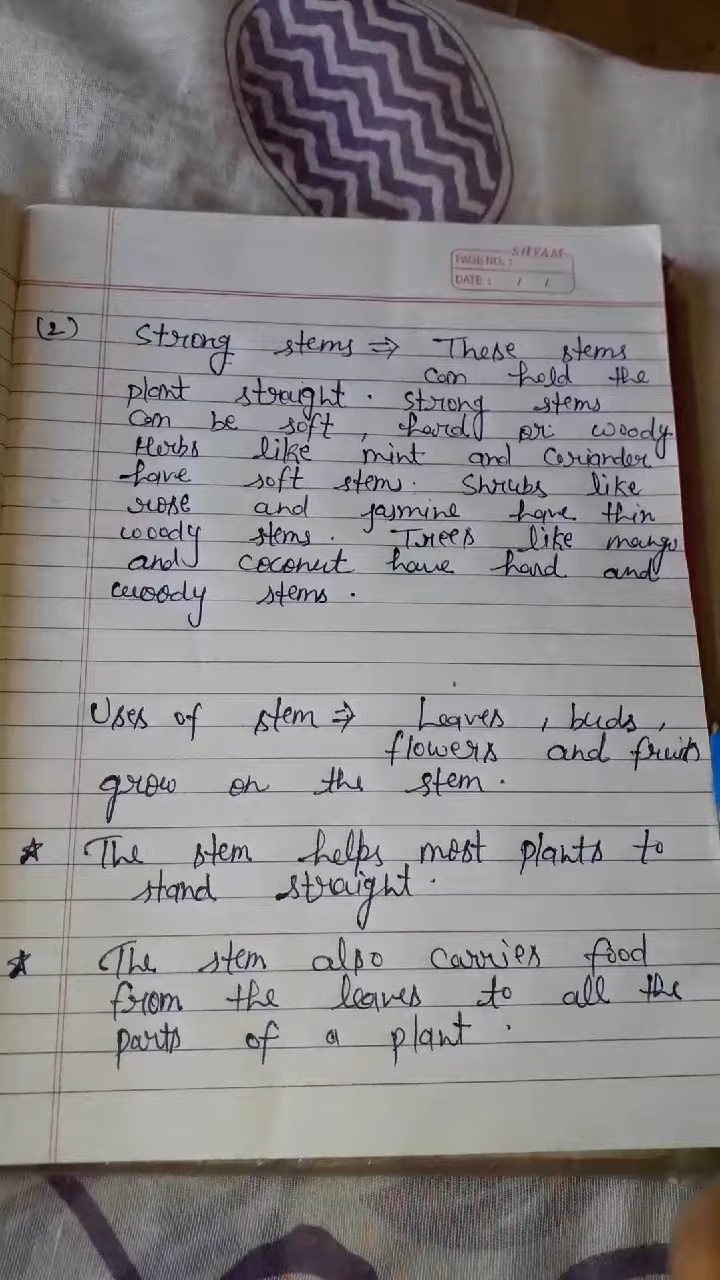 SHYAM
PAGE NO. :
DATE : / /
(2) Strong stems ⇒ These stems
can hold the
plant straight. Strong stems
can be soft, hard or woody
Herbs like mint and coriander
have soft stem. Shrubs like
rose and jasmine have thin
woody stems. Trees like mango
and coconut have hard and
woody stems.
Uses of stem ⇒ Leaves, buds,
flowers and fruits
grow on the stem.
☆ The stem helps most plants to
stand straight.
☆ The stem also carries food
from the leaves to all the
parts of a plant.